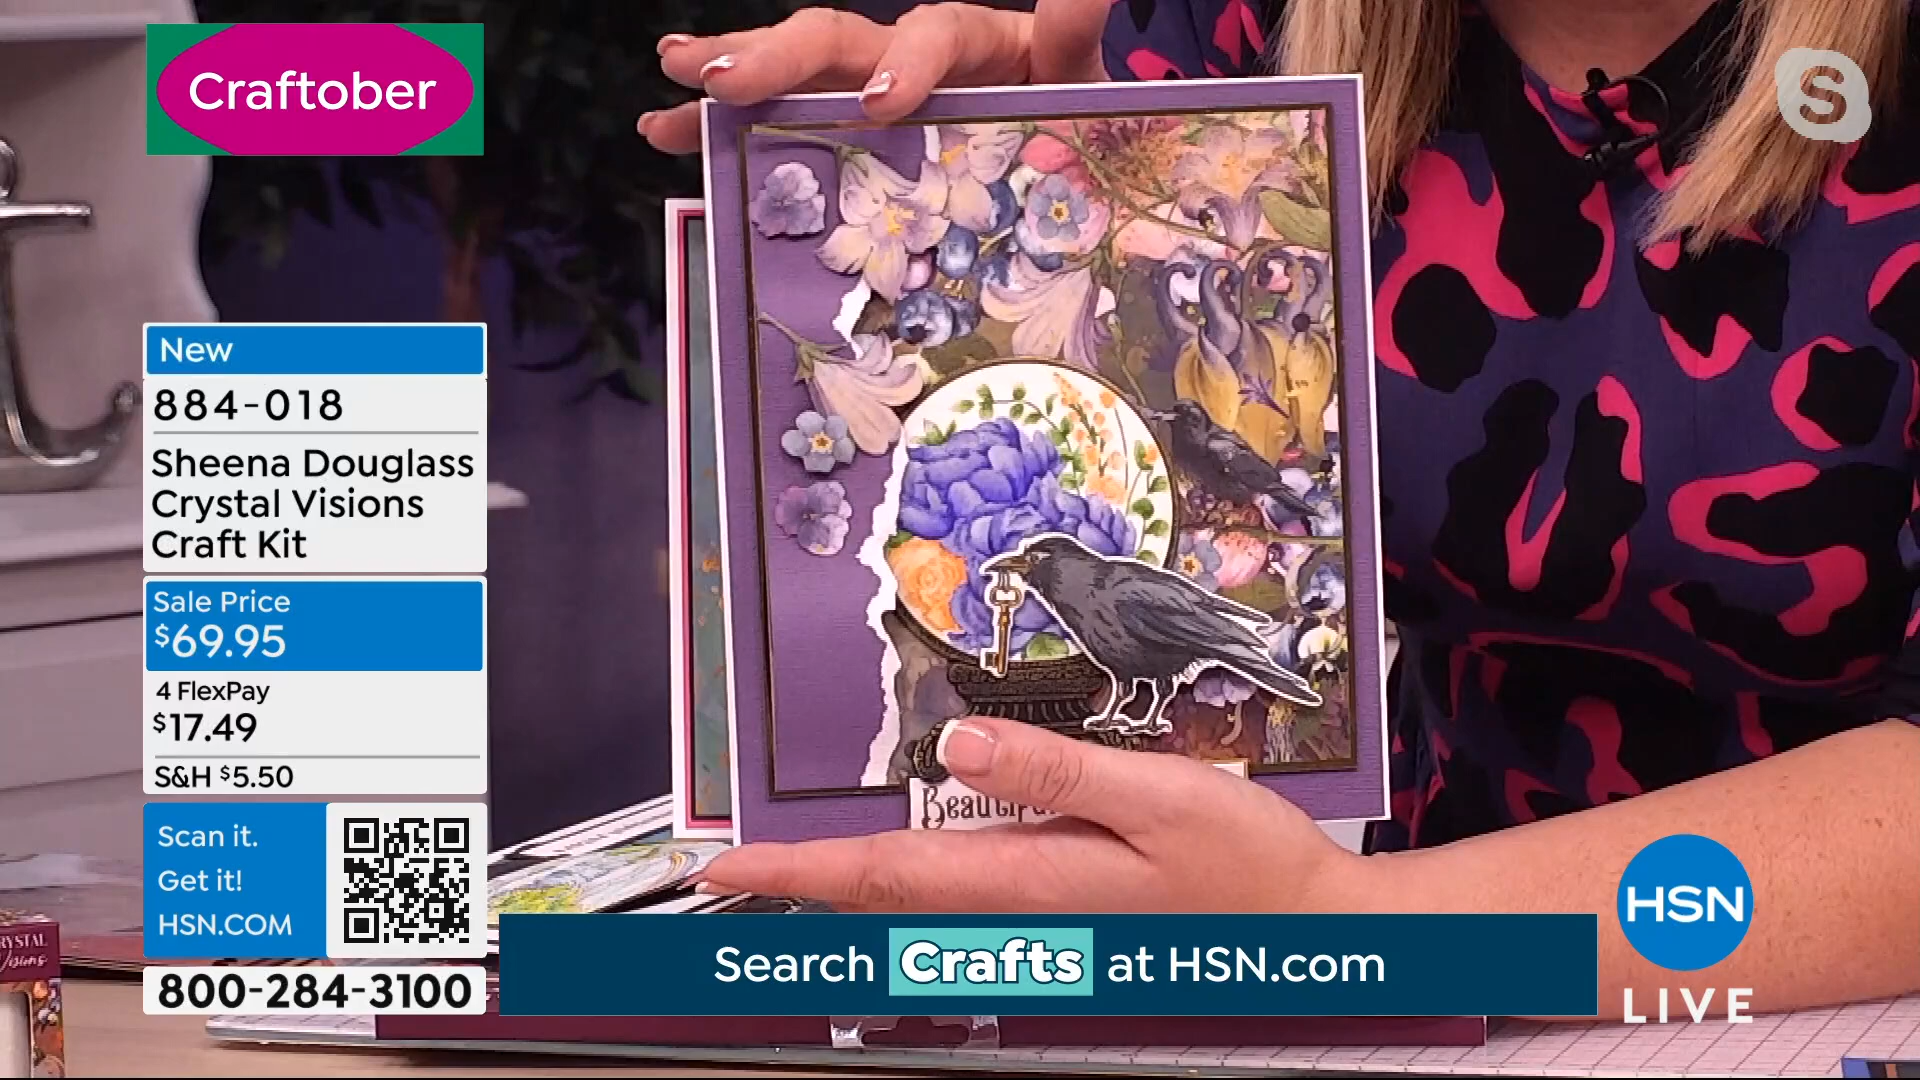 Craftober
S
New
884-018
Sheena Douglass
Crystal Visions
Craft Kit
Sale Price
$69.95
4 FlexPay
$17.49
S&H $5.50
Scan it.
Get it!
HSN.COM
800-284-3100
Search Crafts at HSN.com
HSN
LIVE